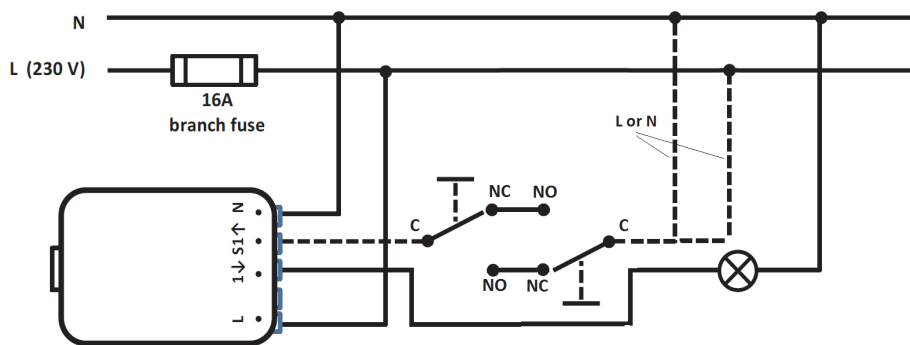 N
L (230 V)
16A
branch fuse
L or N
NC
NO
C
C
NO
NC
N
S1↑
1↓
L